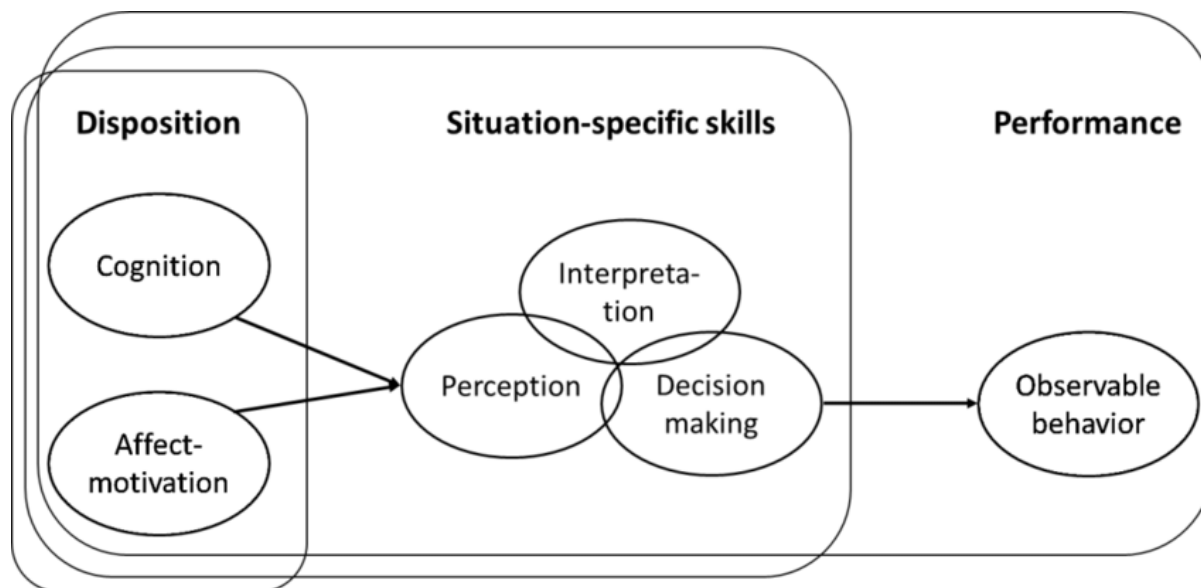 Disposition
Situation-specific skills
Performance
Cognition
Affect-
motivation
Interpreta-
tion
Perception
Decision
making
Observable
behavior